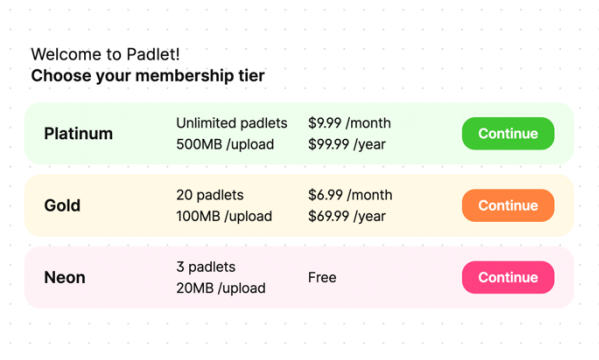 Welcome to Padlet!
Choose your membership tier
Platinum
Unlimited padlets
500MB /upload
$9.99 /month
$99.99 /year
Continue
Gold
20 padlets
100MB /upload
$6.99 /month
$69.99 /year
Continue
Neon
3 padlets
20MB /upload
Free
Continue